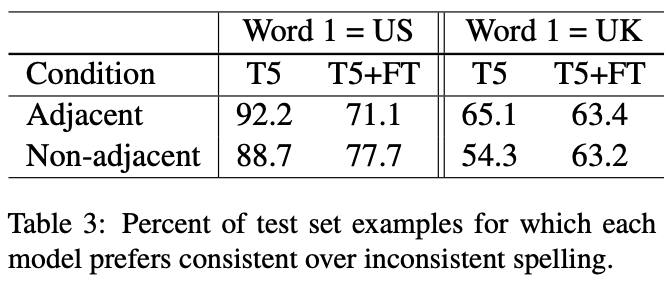 Word 1 = US Word 1 = UK
Condition T5 T5+FT T5 T5+FT
Adjacent 92.2 71.1 65.1 63.4
Non-adjacent 88.7 77.7 54.3 63.2
Table 3: Percent of test set examples for which each
model prefers consistent over inconsistent spelling.